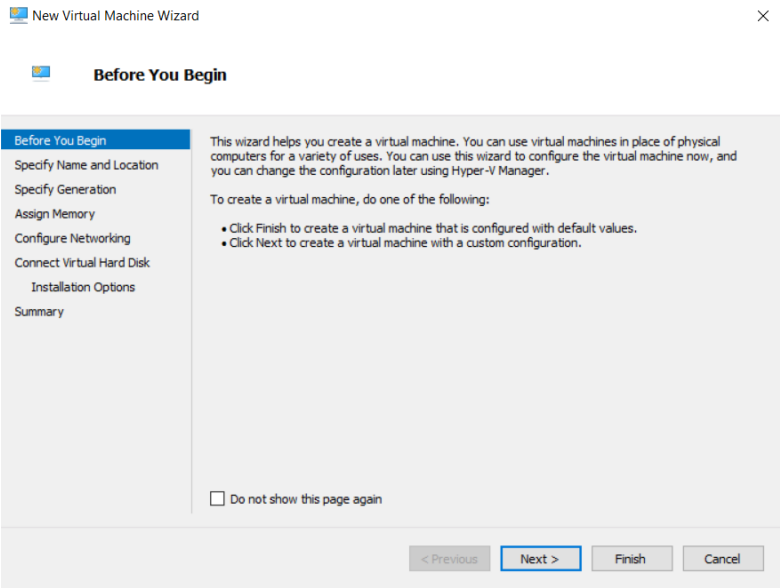 New Virtual Machine Wizard
Before You Begin
Before You Begin
Specify Name and Location
Specify Generation
Assign Memory
Configure Networking
Connect Virtual Hard Disk
Installation Options
Summary
This wizard helps you create a virtual machine. You can use virtual machines in place of physical
computers for a variety of uses. You can use this wizard to configure the virtual machine now, and
you can change the configuration later using Hyper-V Manager.
To create a virtual machine, do one of the following:
• Click Finish to create a virtual machine that is configured with default values.
• Click Next to create a virtual machine with a custom configuration.
Do not show this page again
< Previous
Next >
Finish
Cancel